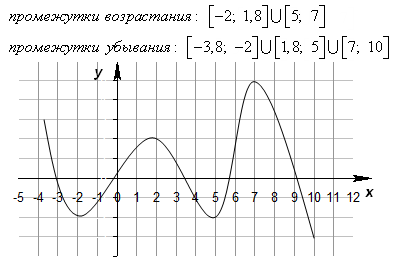 промежутки возрастания: [−2; 1,8]⋃[5; 7]
промежутки убывания: [−3,8; −2]⋃[1,8; 5]⋃[7; 10]
y
-5 -4 -3 -2 -1 0 1 2 3 4 5 6 7 8 9 10 11 12
x